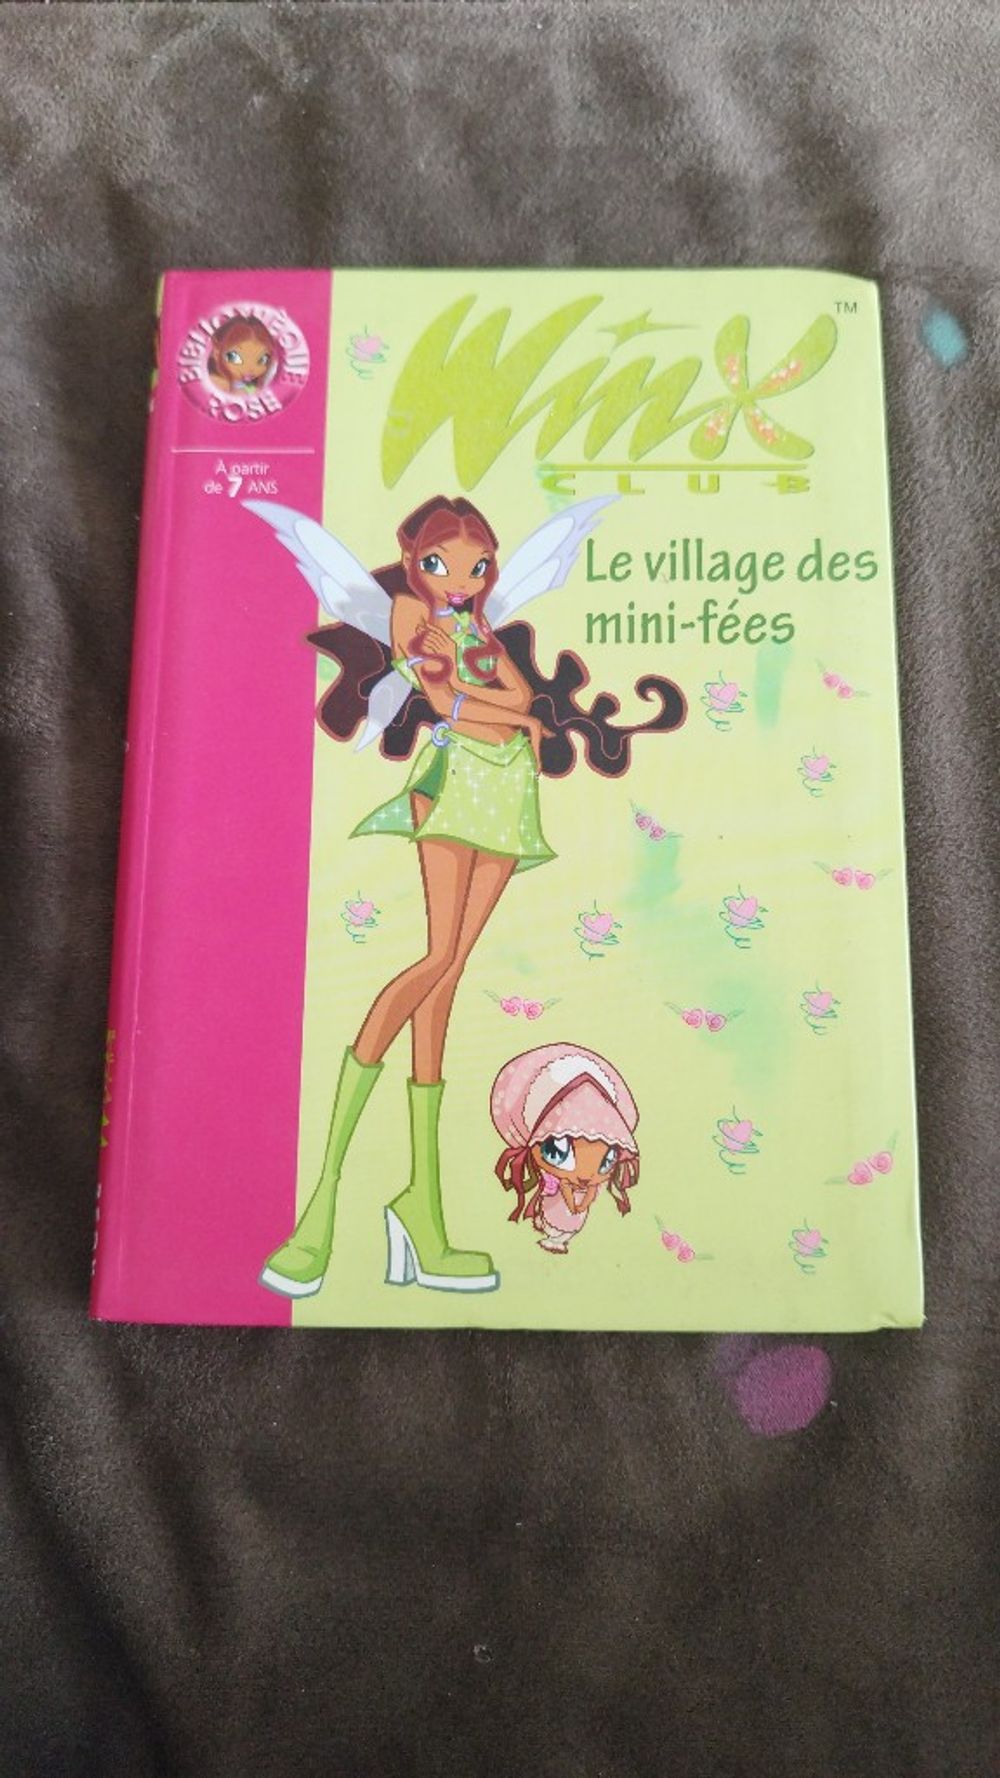 BIBLIOTHÈQUE
ROSE
À partir
de 7 ANS
Winx
TM
CLUB
Le village des
mini-fées